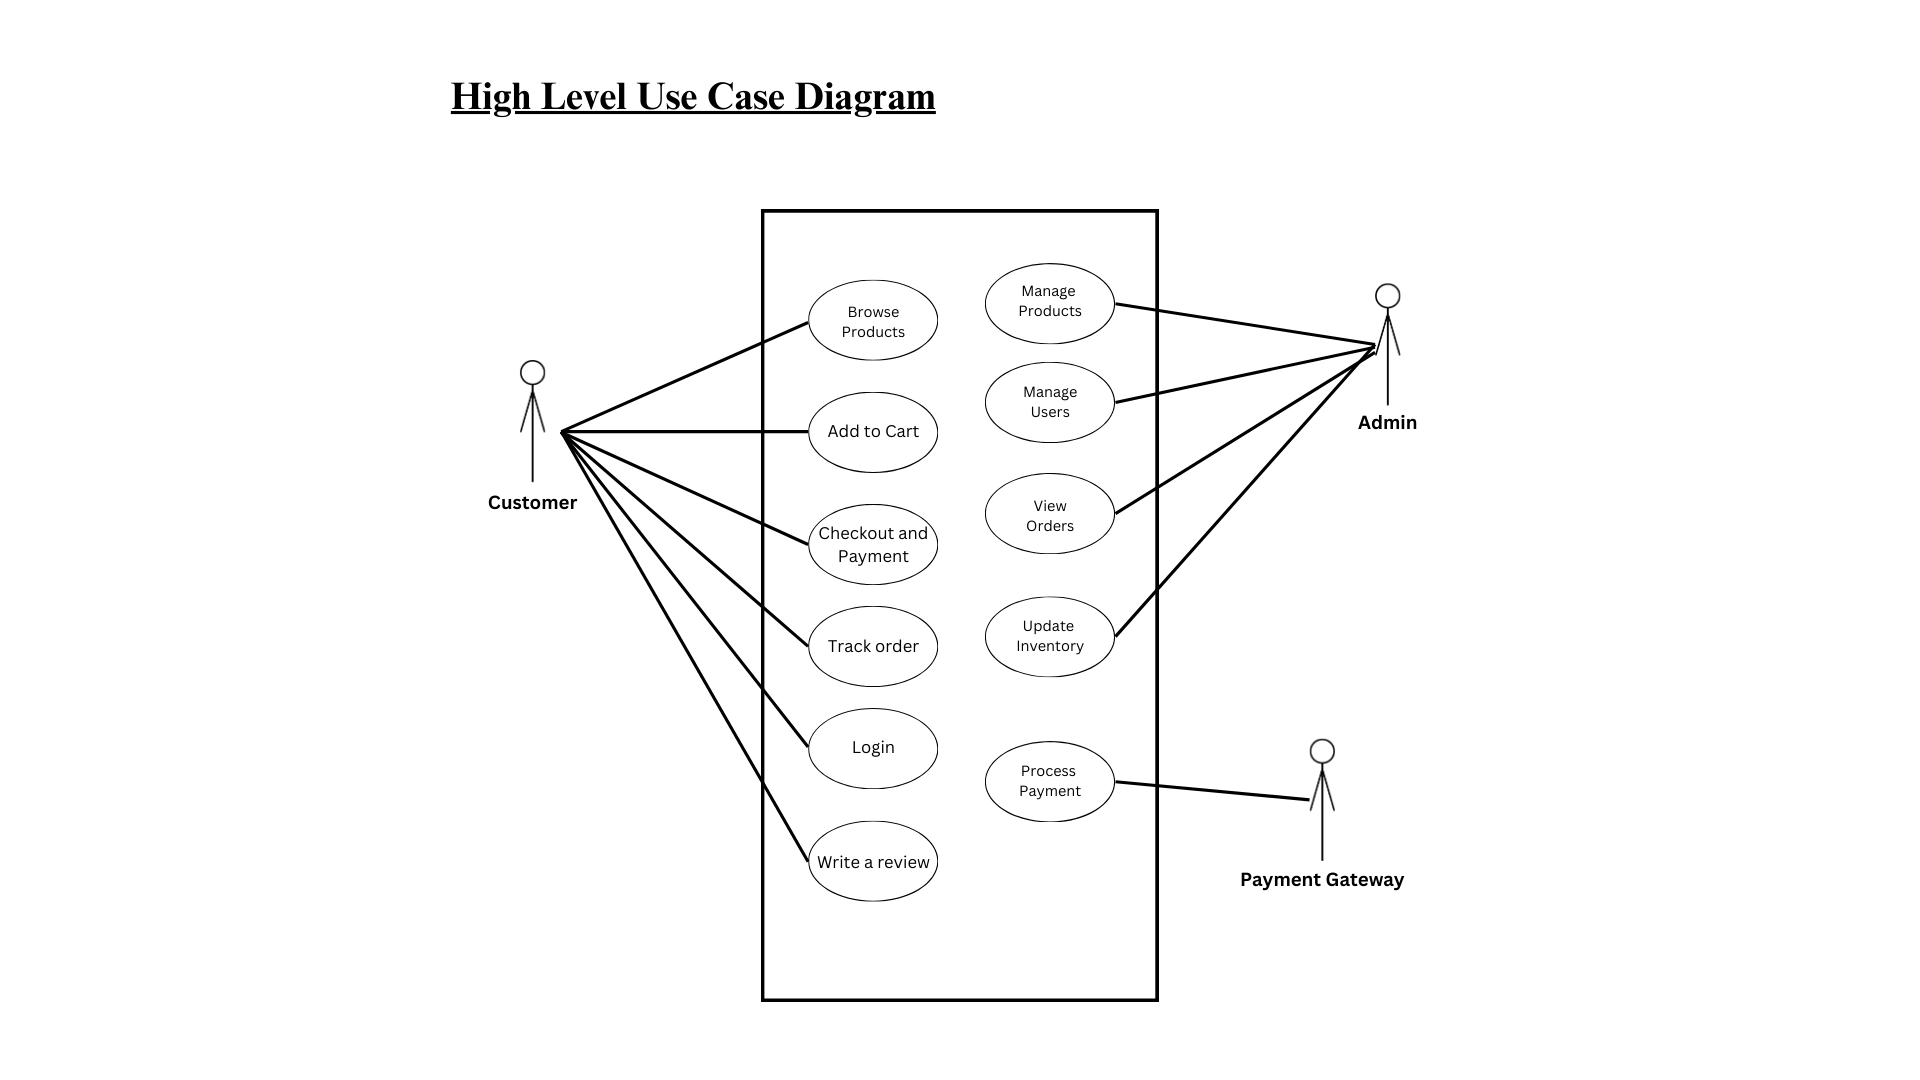 High Level Use Case Diagram
Browse
Products
Add to Cart
Checkout and
Payment
Track order
Login
Write a review
Manage
Products
Manage
Users
View
Orders
Update
Inventory
Process
Payment
Customer
Admin
Payment Gateway